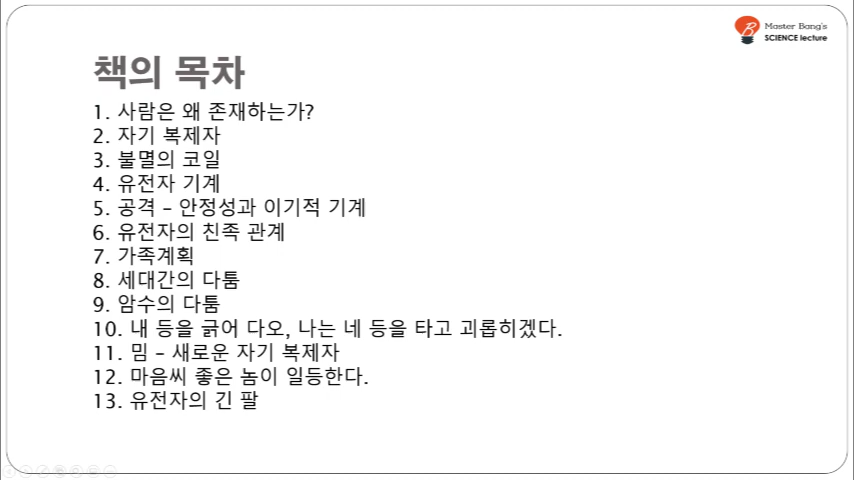 Master Bang's
SCIENCE lecture
책의 목차
1. 사람은 왜 존재하는가?
2. 자기 복제자
3. 불멸의 코일
4. 유전자 기계
5. 공격 – 안정성과 이기적 기계
6. 유전자의 친족 관계
7. 가족계획
8. 세대간의 다툼
9. 암수의 다툼
10. 내 등을 긁어 다오, 나는 네 등을 타고 괴롭히겠다.
11. 밈 – 새로운 자기 복제자
12. 마음씨 좋은 놈이 일등한다.
13. 유전자의 긴 팔